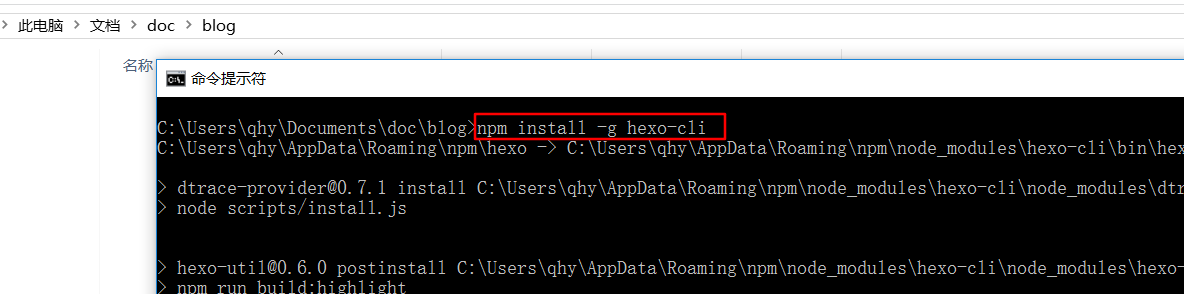 此电脑 > 文档 > doc > blog
名称
命令提示符
C:\Users\qhy\Documents\doc\blog>npm install -g hexo-cli
C:\Users\qhy\AppData\Roaming\npm\hexo -> C:\Users\qhy\AppData\Roaming\npm\node_modules\hexo-cli\bin\hex
> dtrace-provider@0.7.1 install C:\Users\qhy\AppData\Roaming\npm\node_modules\hexo-cli\node_modules\dtr
> node scripts/install.js
> hexo-util@0.6.0 postinstall C:\Users\qhy\AppData\Roaming\npm\node_modules\hexo-cli\node_modules\hexo-
> npm run build:highlight